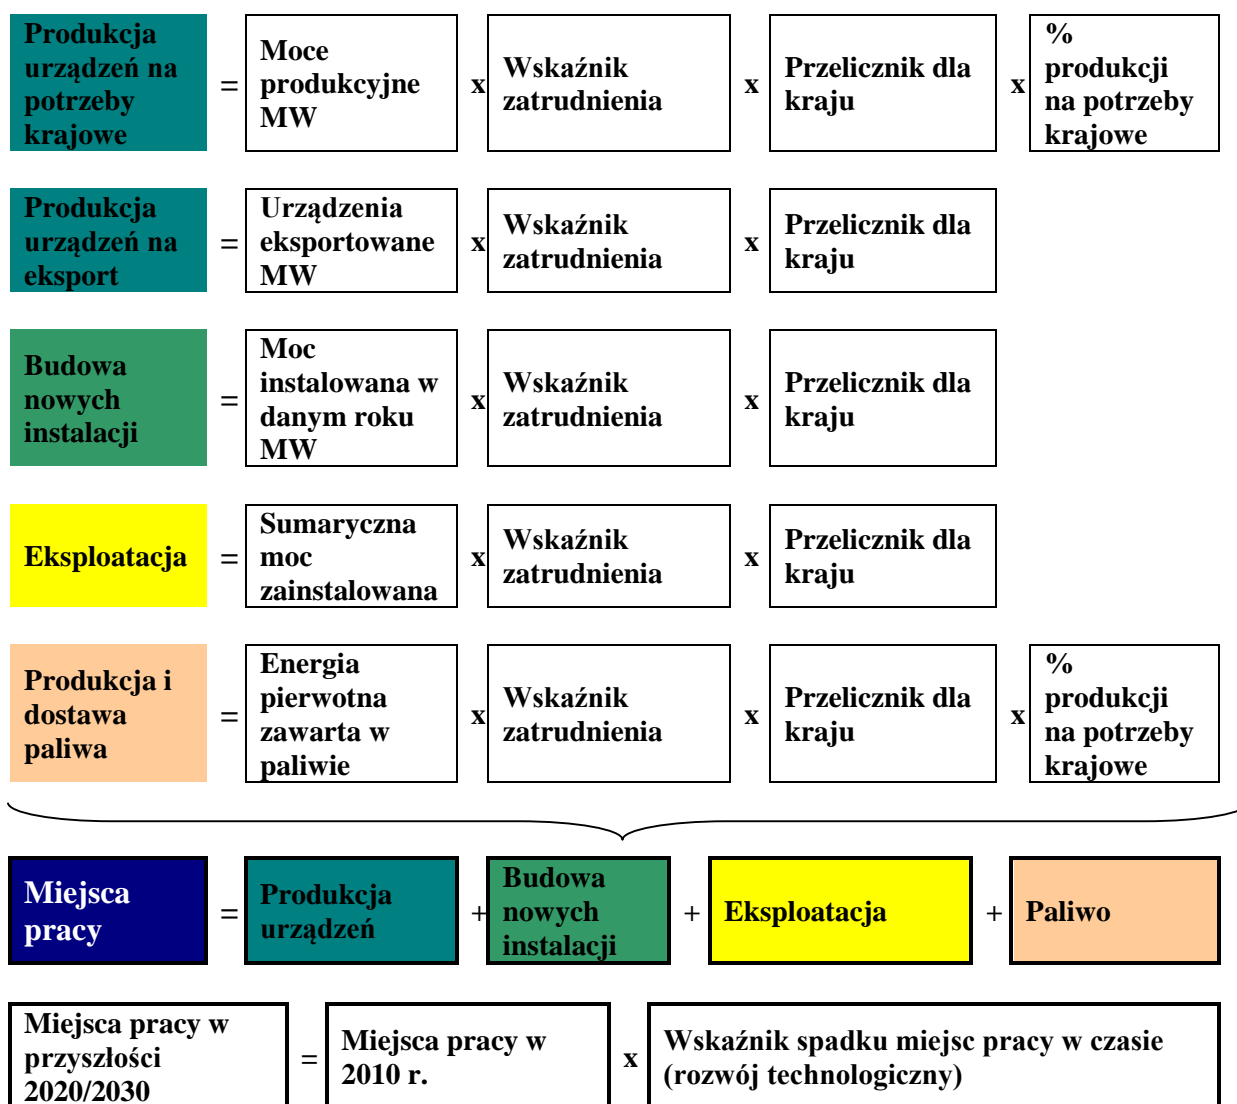 Produkcja urządzeń na potrzeby krajowe
=
Moce produkcyjne MW
x
Wskaźnik zatrudnienia
x
Przelicznik dla kraju
x
% produkcji na potrzeby krajowe
Produkcja urządzeń na eksport
=
Urządzenia eksportowane MW
x
Wskaźnik zatrudnienia
x
Przelicznik dla kraju
Budowa nowych instalacji
=
Moc instalowana w danym roku MW
x
Wskaźnik zatrudnienia
x
Przelicznik dla kraju
Eksploatacja
=
Sumaryczna moc zainstalowana
x
Wskaźnik zatrudnienia
x
Przelicznik dla kraju
Produkcja i dostawa paliwa
=
Energia pierwotna zawarta w paliwie
x
Wskaźnik zatrudnienia
x
Przelicznik dla kraju
x
% produkcji na potrzeby krajowe
Miejsca pracy
=
Produkcja urządzeń
+
Budowa nowych instalacji
+
Eksploatacja
+
Paliwo
Miejsca pracy w przyszłości 2020/2030
=
Miejsca pracy w 2010 r.
x
Wskaźnik spadku miejsc pracy w czasie (rozwój technologiczny)